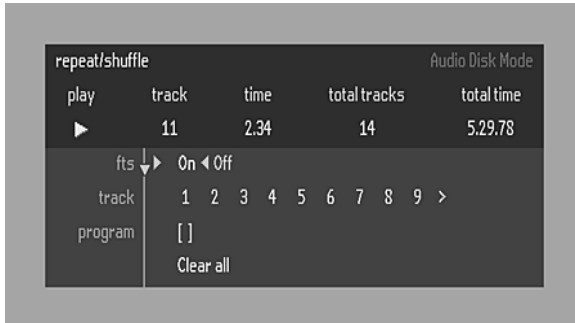 repeat/shuffle Audio Disk Mode
play track time total tracks total time
11 2.34 14 5.29.78
fts On Off
track 1 2 3 4 5 6 7 8 9 >
program [ ]
Clear all